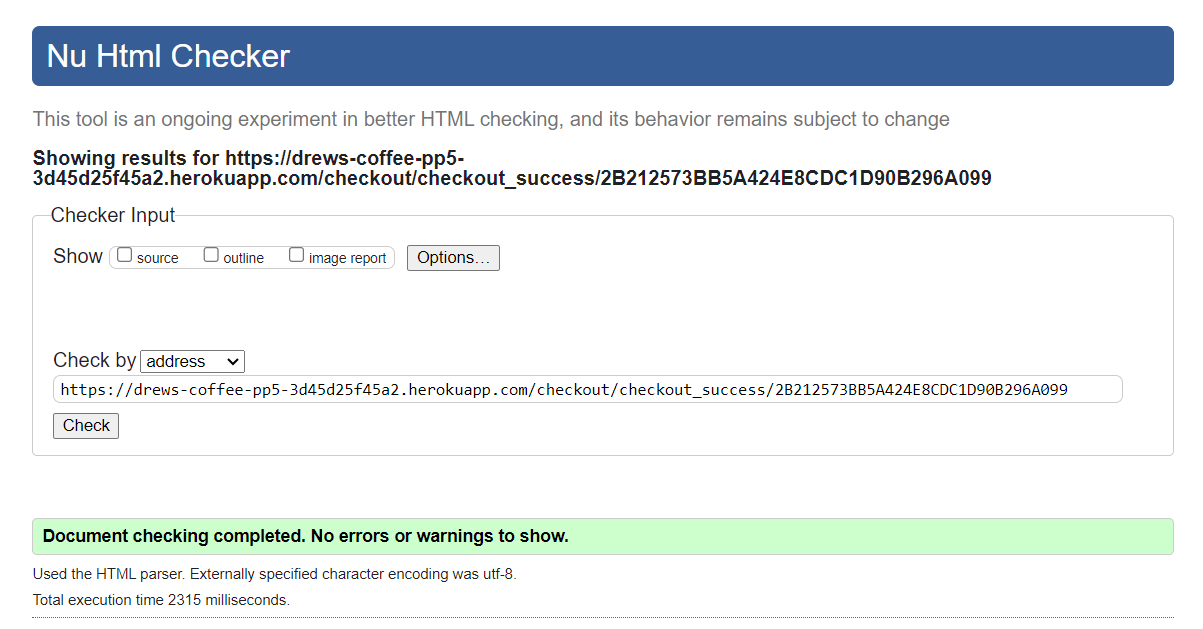 Nu Html Checker
This tool is an ongoing experiment in better HTML checking, and its behavior remains subject to change
Showing results for https://drews-coffee-pp5-
3d45d25f45a2.herokuapp.com/checkout/checkout_success/2B212573BB5A424E8CDC1D90B296A099
Checker Input
Show source outline image report Options...
Check by address
https://drews-coffee-pp5-3d45d25f45a2.herokuapp.com/checkout/checkout_success/2B212573BB5A424E8CDC1D90B296A099
Check
Document checking completed. No errors or warnings to show.
Used the HTML parser. Externally specified character encoding was utf-8.
Total execution time 2315 milliseconds.